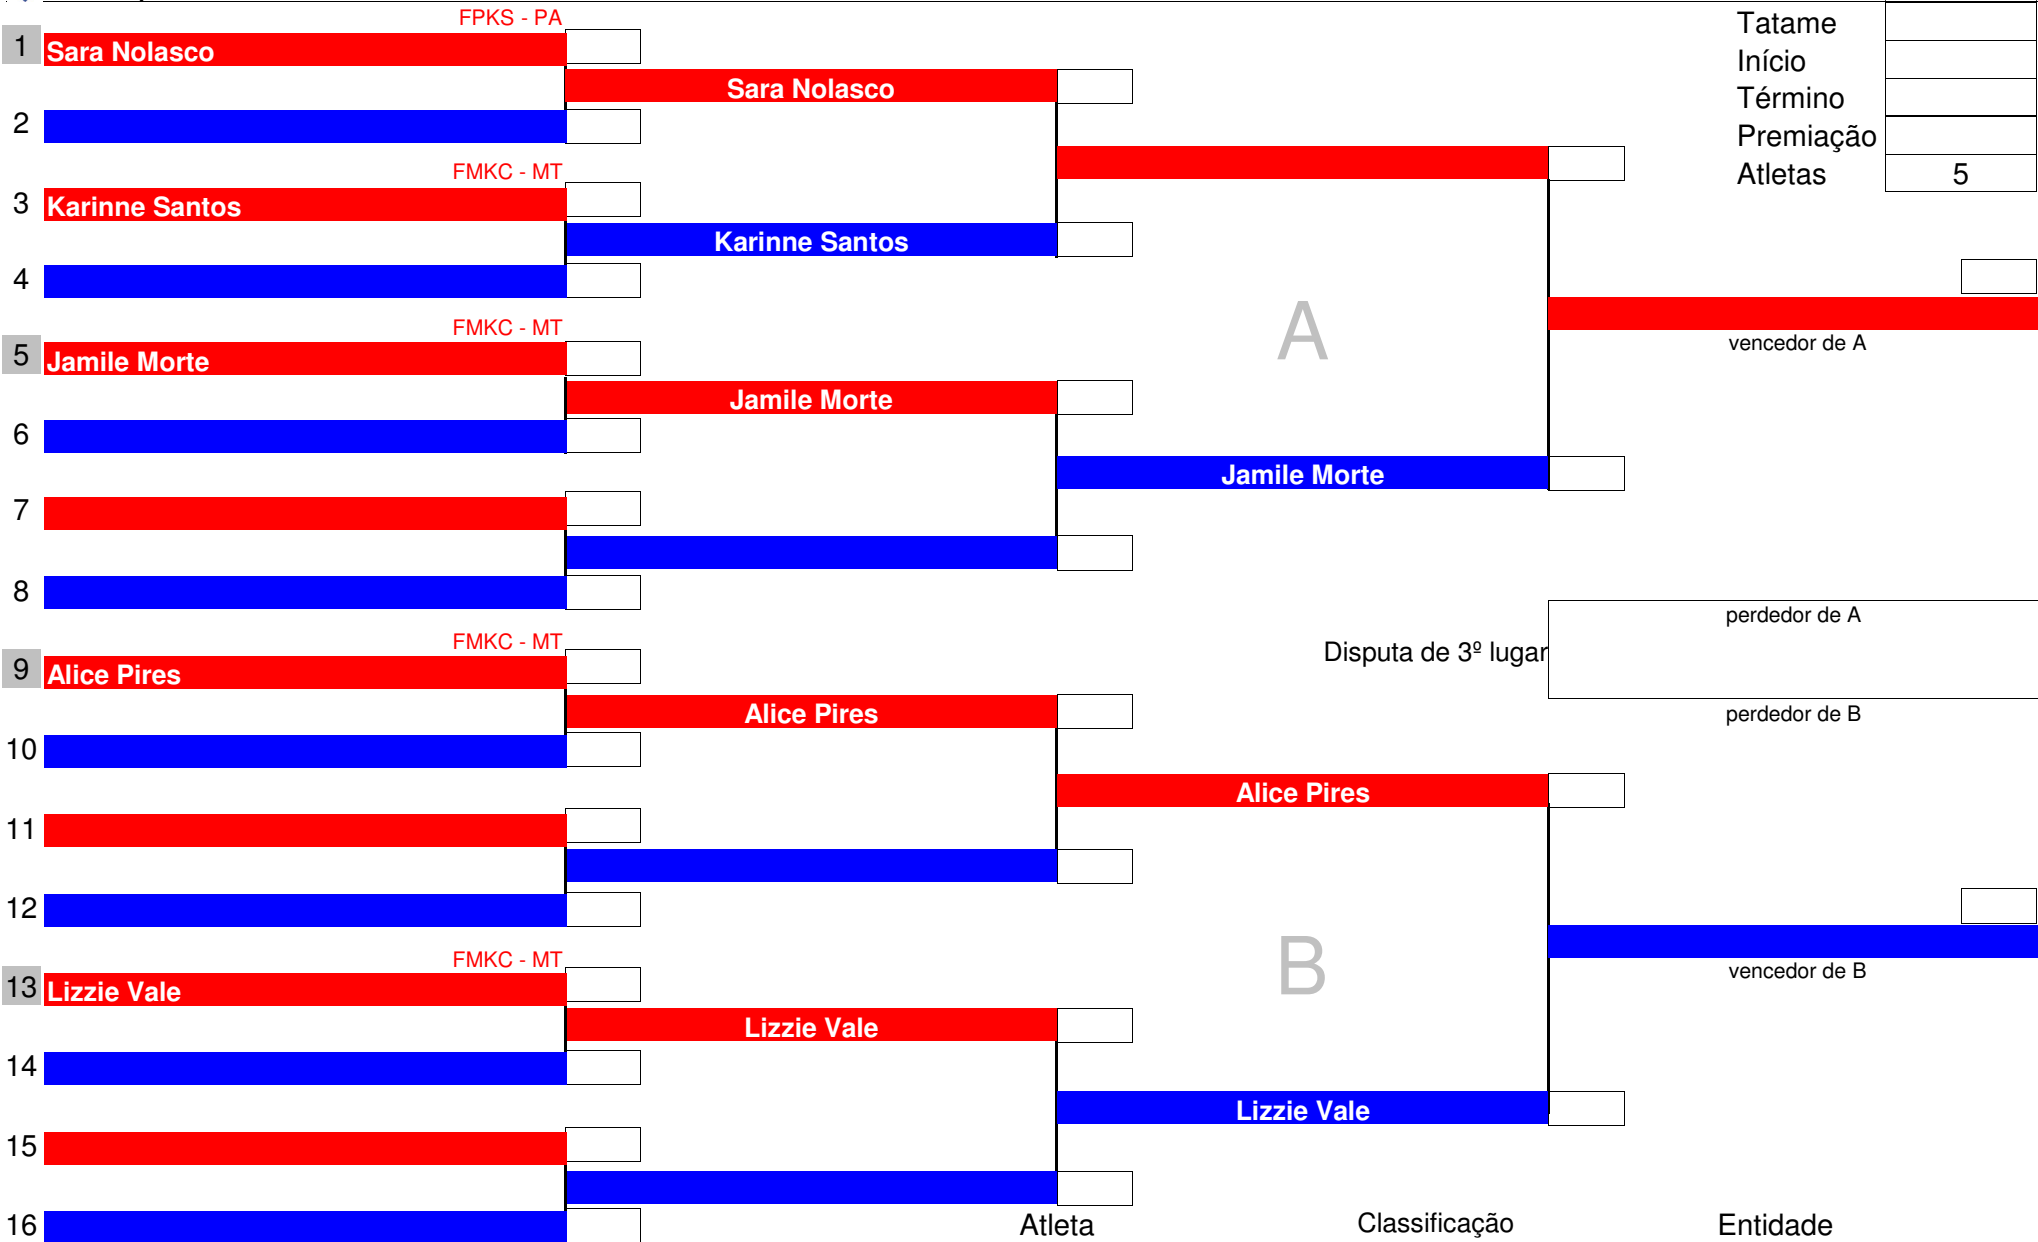 FPKS - PA
1 Sara Nolasco
Sara Nolasco
2
FMKC - MT
3 Karinne Santos
Karinne Santos
4
FMKC - MT
5 Jamile Morte
Jamile Morte
6
Jamile Morte
7
8
FMKC - MT
9 Alice Pires
Alice Pires
10
Alice Pires
11
12
FMKC - MT
13 Lizzie Vale
Lizzie Vale
14
Lizzie Vale
15
16
A
B
Tatame
Início
Término
Premiação
Atletas 5
vencedor de A
perdedor de A
Disputa de 3º lugar
perdedor de B
vencedor de B
Atleta Classificação Entidade